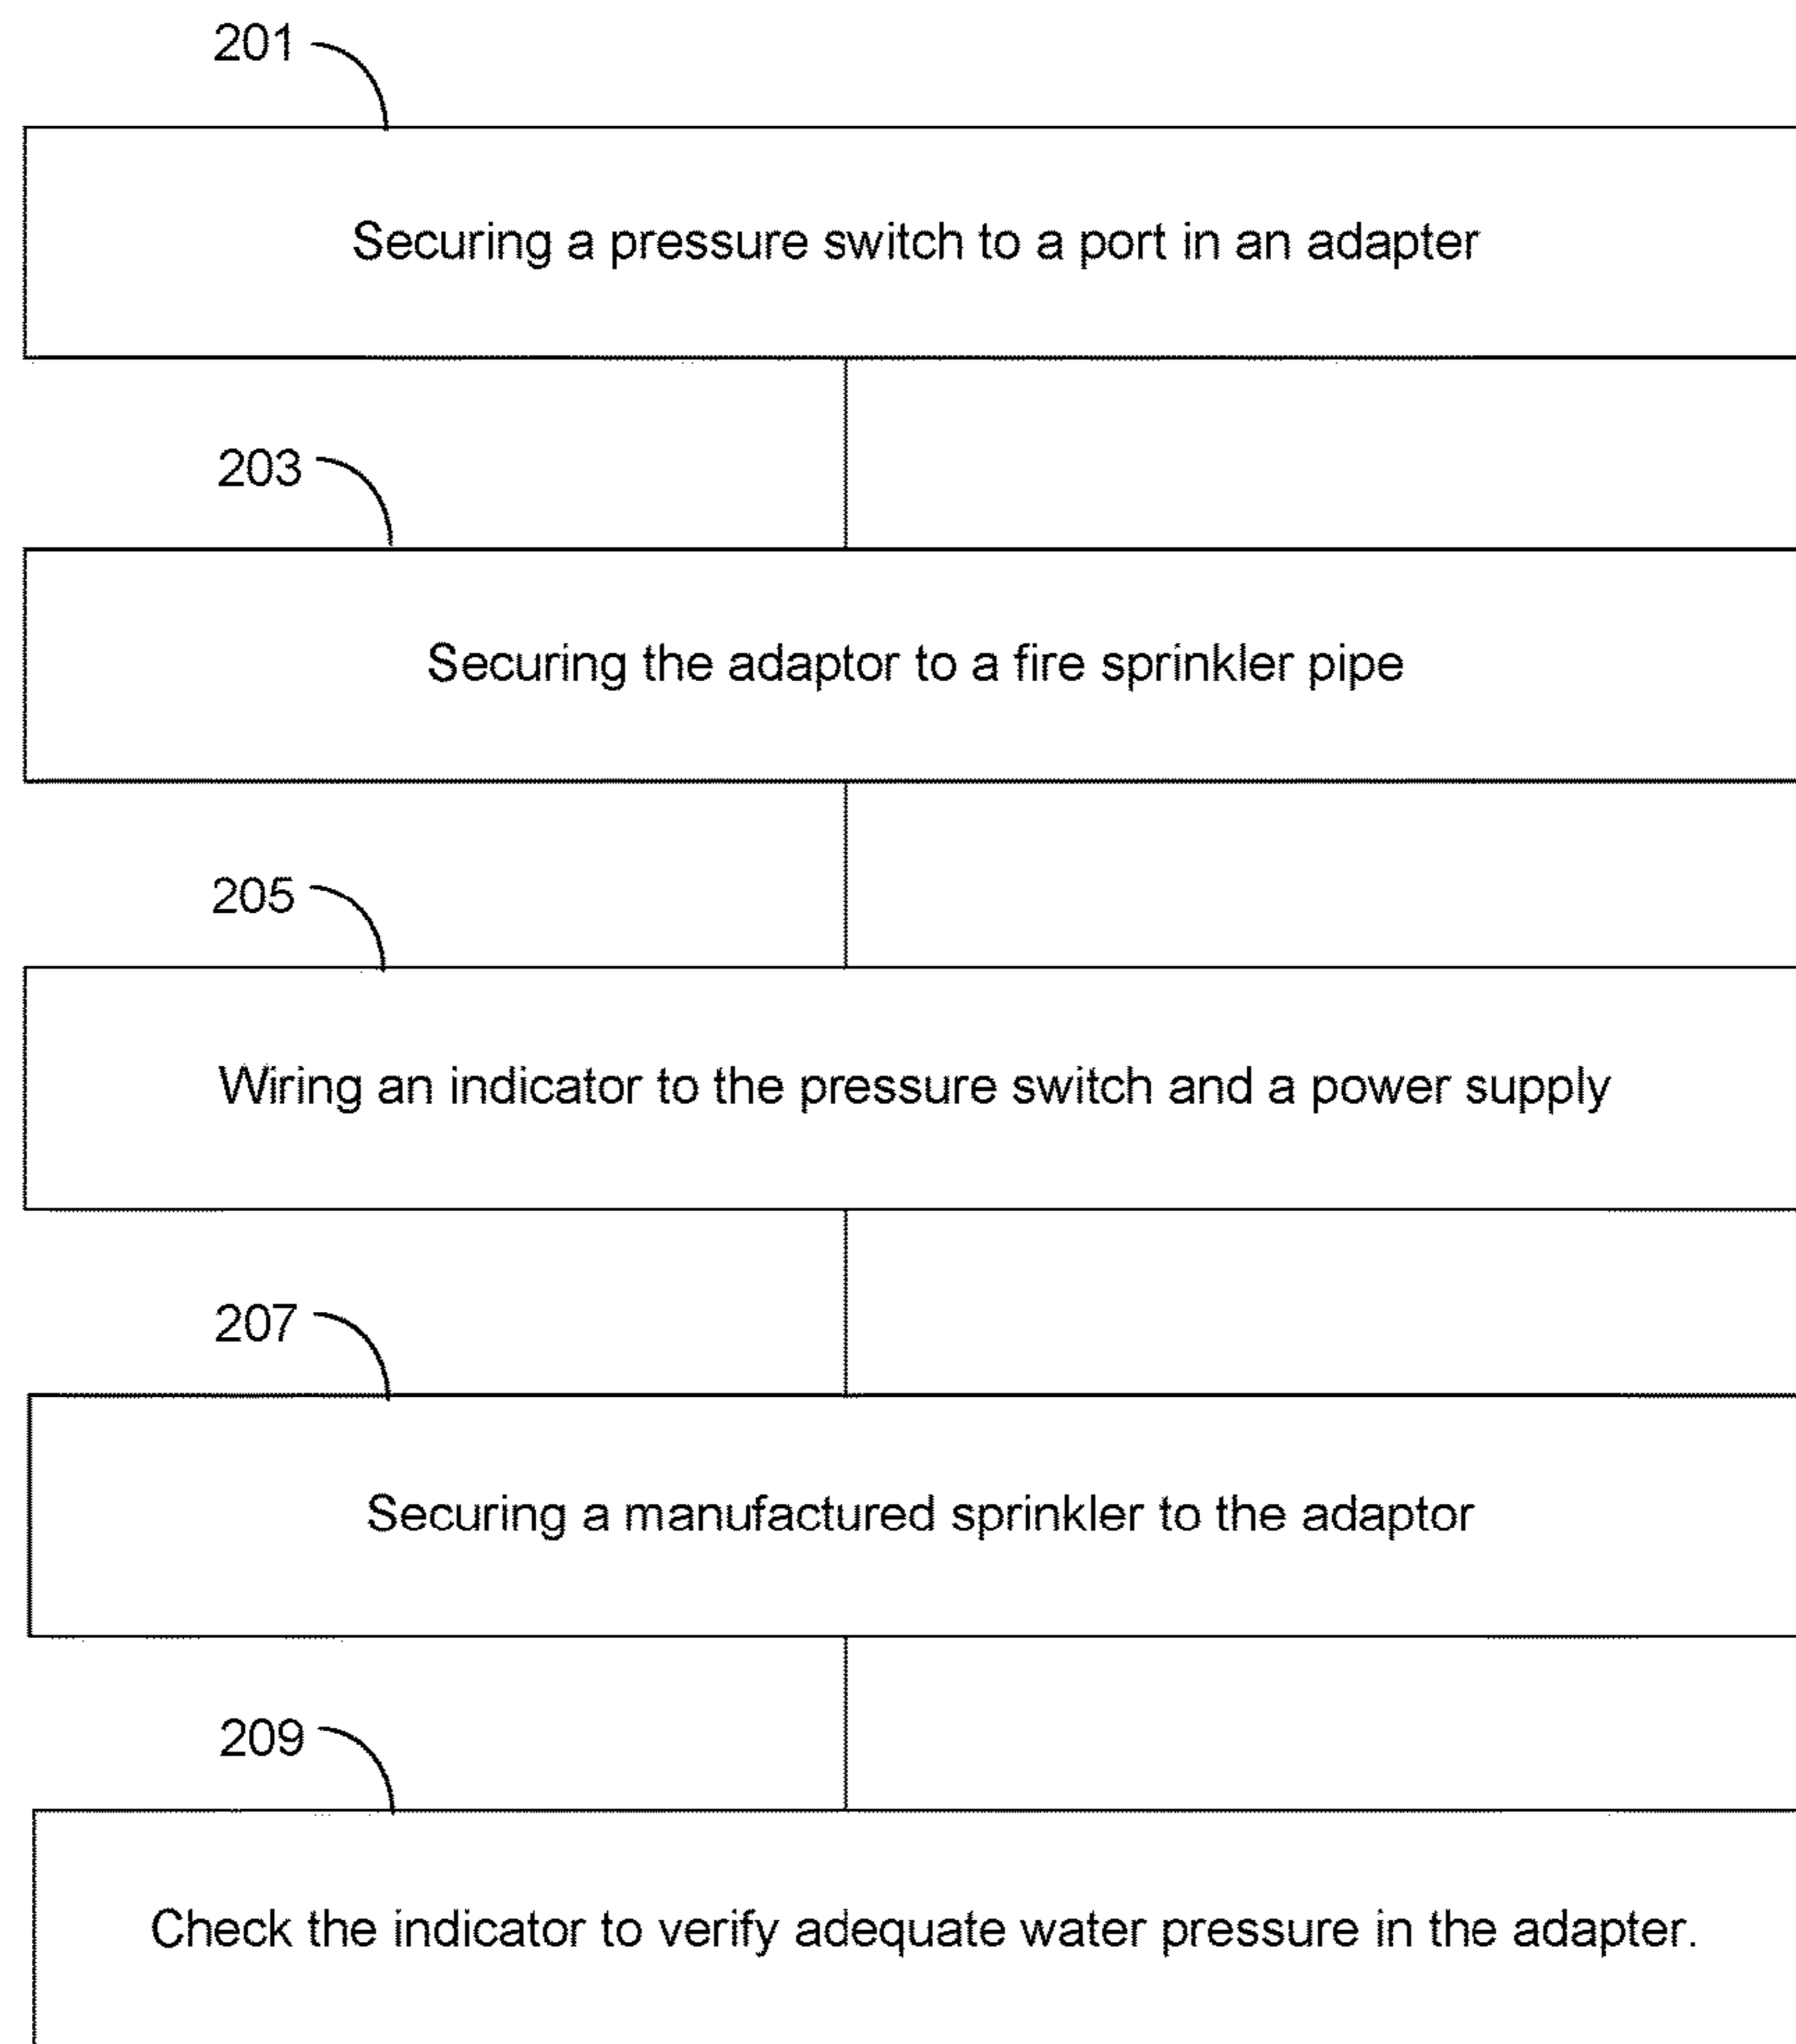 201
Securing a pressure switch to a port in an adapter
203
Securing the adaptor to a fire sprinkler pipe
205
Wiring an indicator to the pressure switch and a power supply
207
Securing a manufactured sprinkler to the adaptor
209
Check the indicator to verify adequate water pressure in the adapter.